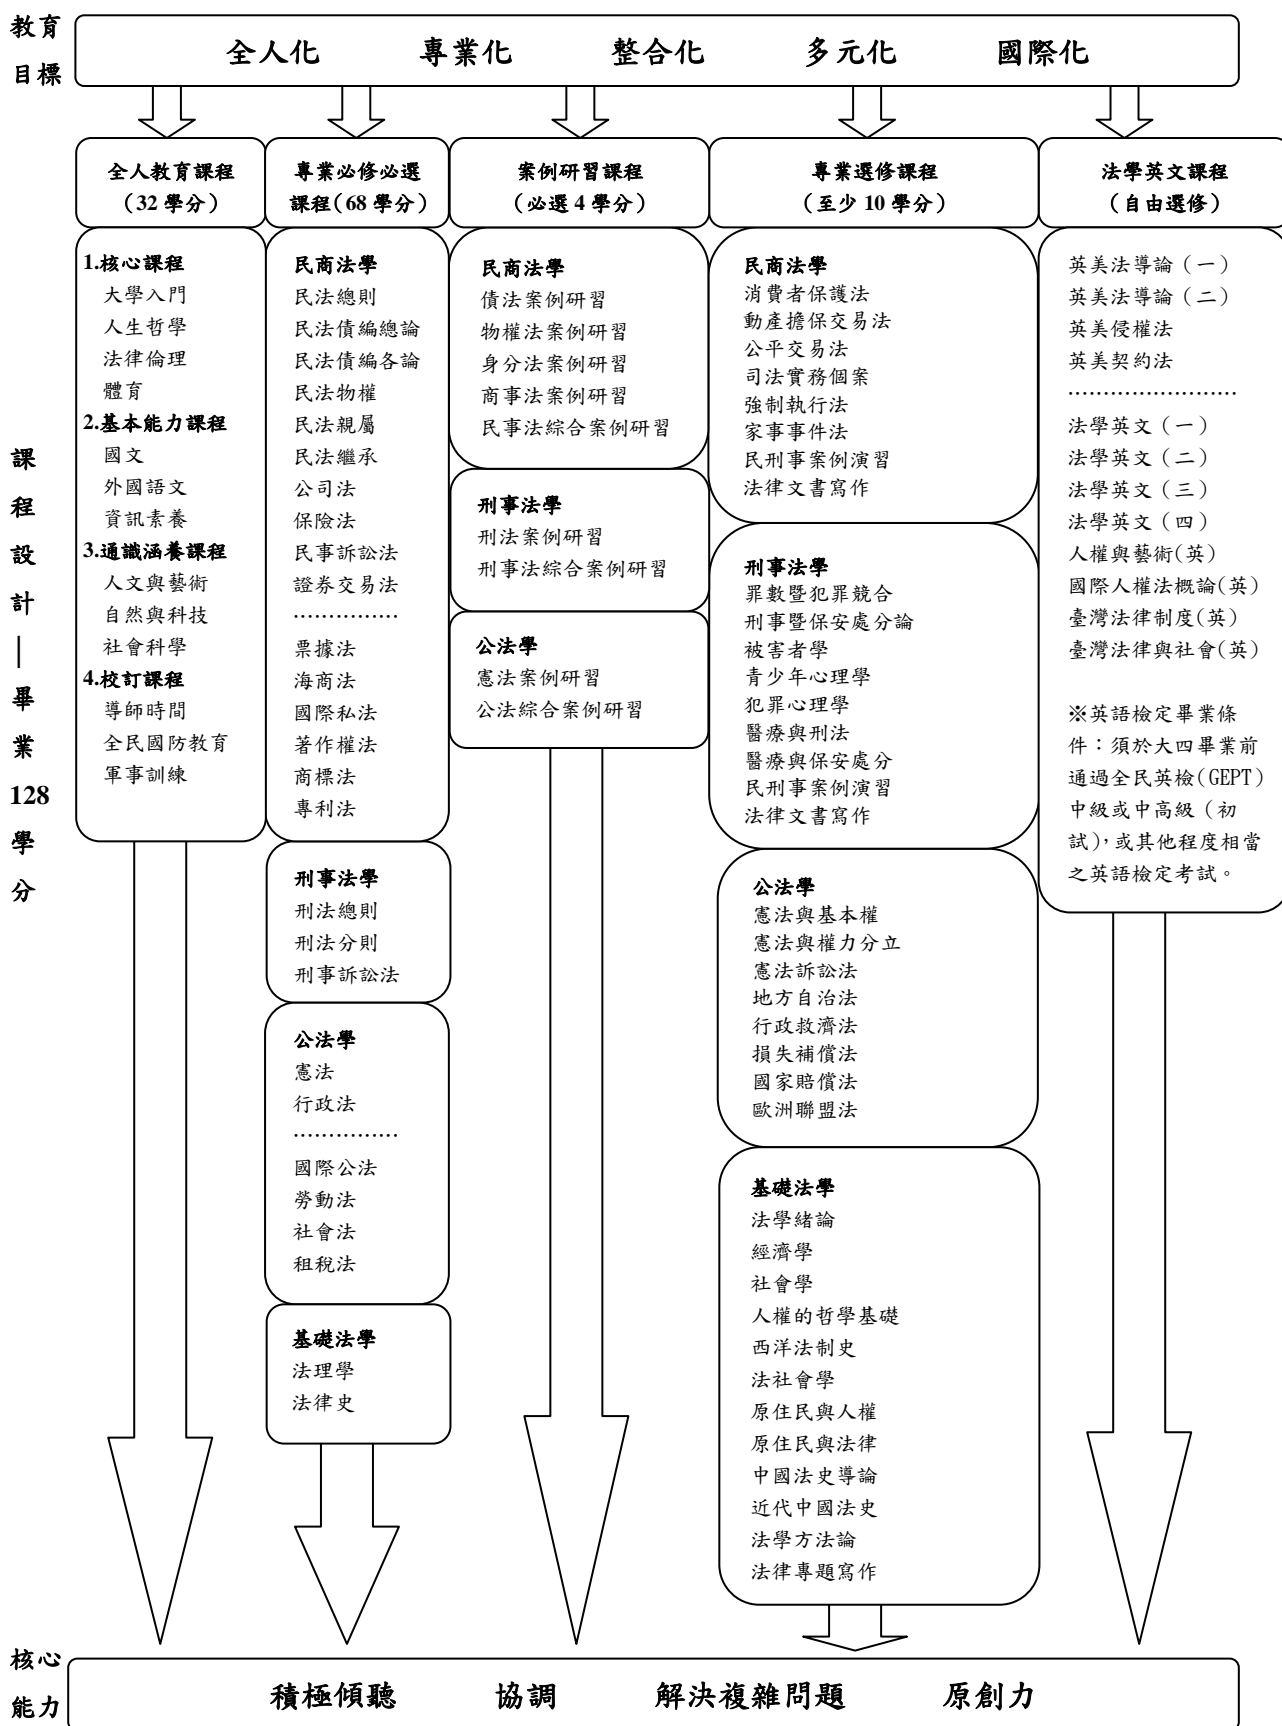 教育
目標
全人化 專業化 整合化 多元化 國際化
全人教育課程
（32 學分）
專業必修必選
課程（68 學分）
案例研習課程
（必選 4 學分）
專業選修課程
（至少 10 學分）
法學英文課程
（自由選修）
課
程
設
計
｜
畢
業
128
學
分
1.核心課程
大學入門
人生哲學
法律倫理
體育
2.基本能力課程
國文
外國語文
資訊素養
3.通識涵養課程
人文與藝術
自然與科技
社會科學
4.校訂課程
導師時間
全民國防教育
軍事訓練
民商法學
民法總則
民法債編總論
民法債編各論
民法物權
民法親屬
民法繼承
公司法
保險法
民事訴訟法
證券交易法
……………
票據法
海商法
國際私法
著作權法
商標法
專利法
刑事法學
刑法總則
刑法分則
刑事訴訟法
公法學
憲法
行政法
……………
國際公法
勞動法
社會法
租稅法
基礎法學
法理學
法律史
民商法學
債法案例研習
物權法案例研習
身分法案例研習
商事法案例研習
民事法綜合案例研習
刑事法學
刑法案例研習
刑事法綜合案例研習
公法學
憲法案例研習
公法綜合案例研習
民商法學
消費者保護法
動產擔保交易法
公平交易法
司法實務個案
強制執行法
家事事件法
民刑事案例演習
法律文書寫作
刑事法學
罪數暨犯罪競合
刑事暨保安處分論
被害者學
青少年心理學
犯罪心理學
醫療與刑法
醫療與保安處分
民刑事案例演習
法律文書寫作
公法學
憲法與基本權
憲法與權力分立
憲法訴訟法
地方自治法
行政救濟法
損失補償法
國家賠償法
歐洲聯盟法
基礎法學
法學緒論
經濟學
社會學
人權的哲學基礎
西洋法制史
法社會學
原住民與人權
原住民與法律
中國法史導論
近代中國法史
法學方法論
法律專題寫作
英美法導論（一）
英美法導論（二）
英美侵權法
英美契約法
……………………
法學英文（一）
法學英文（二）
法學英文（三）
法學英文（四）
人權與藝術(英)
國際人權法概論(英)
臺灣法律制度(英)
臺灣法律與社會(英)
※英語檢定畢業條
件：須於大四畢業前
通過全民英檢(GEPT)
中級或中高級（初
試），或其他程度相當
之英語檢定考試。
核心
能力
積極傾聽 協調 解決複雜問題 原創力